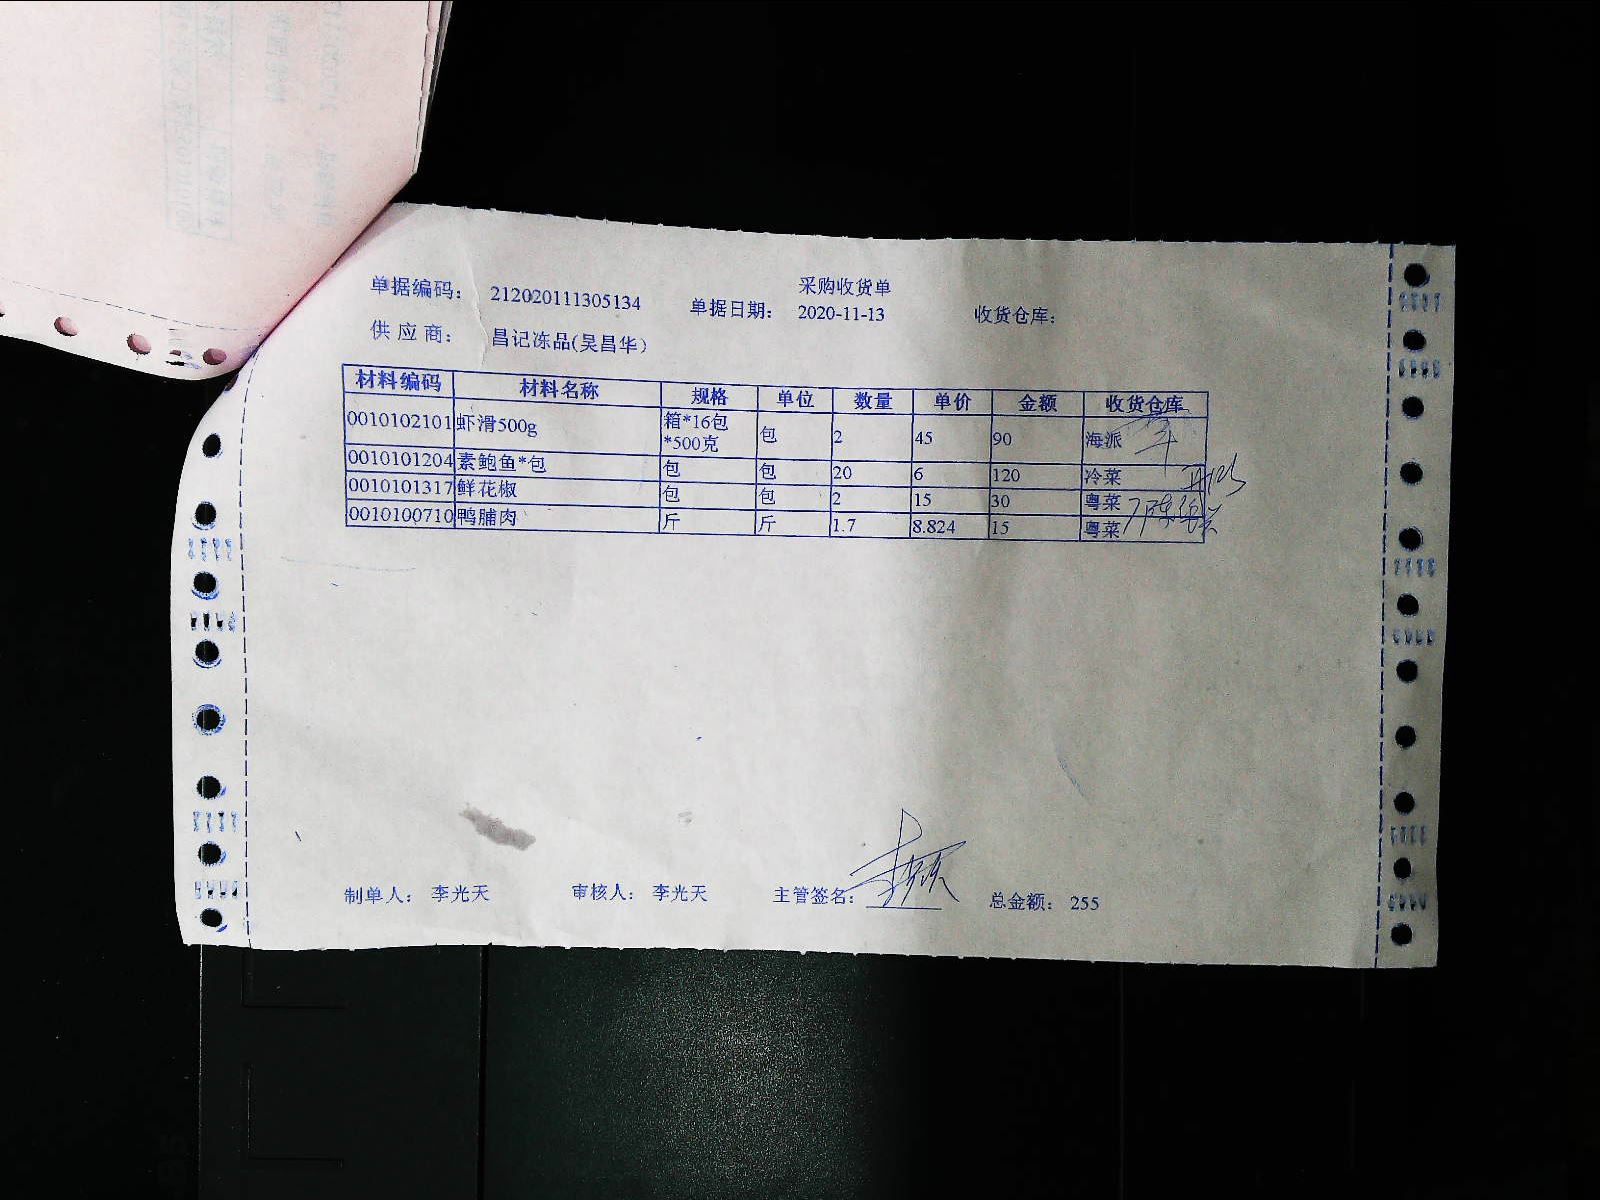 采购收货单
单据编码: 212020111305134 单据日期: 2020-11-13 收货仓库:
供应商: 昌记冻品(吴昌华)
材料编码 材料名称 规格 单位 数量 单价 金额 收货仓库
0010102101 虾滑500g 箱*16包*500克 包 2 45 90 海派
0010101204 素鲍鱼*包 包 包 20 6 120 冷菜
0010101317 鲜花椒 包 包 2 15 30 粤菜
0010100710 鸭脯肉 斤 斤 1.7 8.824 15 粤菜
制单人: 李光天 审核人: 李光天 主管签名: 总金额: 255